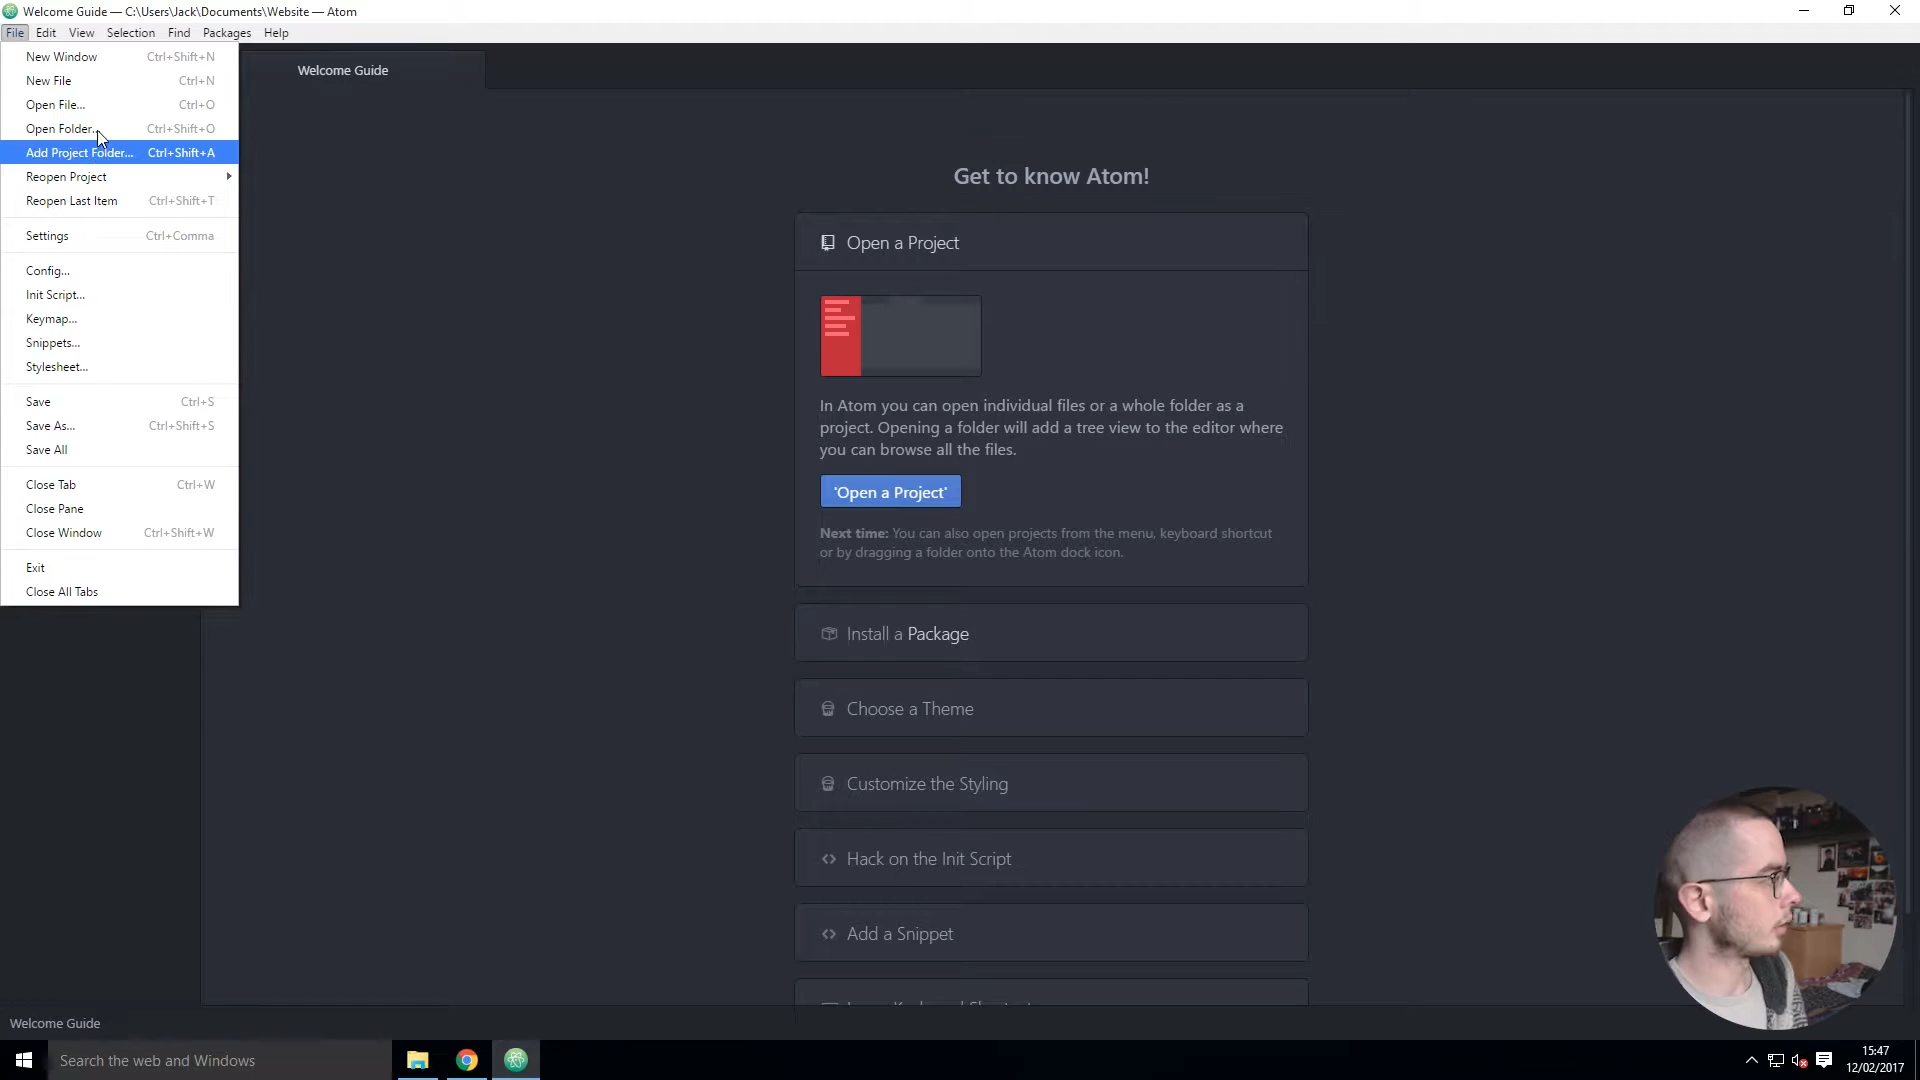 Welcome Guide — C:\Users\Jack\Documents\Website — Atom
File Edit View Selection Find Packages Help
New Window Ctrl+Shift+N
New File Ctrl+N
Open File... Ctrl+O
Open Folder... Ctrl+Shift+O
Add Project Folder... Ctrl+Shift+A
Reopen Project
Reopen Last Item Ctrl+Shift+T
Settings Ctrl+Comma
Config...
Init Script...
Keymap...
Snippets...
Stylesheet...
Save Ctrl+S
Save As... Ctrl+Shift+S
Save All
Close Tab Ctrl+W
Close Pane
Close Window Ctrl+Shift+W
Exit
Close All Tabs
Welcome Guide
Get to know Atom!
Open a Project
In Atom you can open individual files or a whole folder as a
project. Opening a folder will add a tree view to the editor where
you can browse all the files.
'Open a Project'
Next time: You can also open projects from the menu, keyboard shortcut
or by dragging a folder onto the Atom dock icon.
Install a Package
Choose a Theme
Customize the Styling
Hack on the Init Script
Add a Snippet
Welcome Guide
Search the web and Windows
15:47
12/02/2017